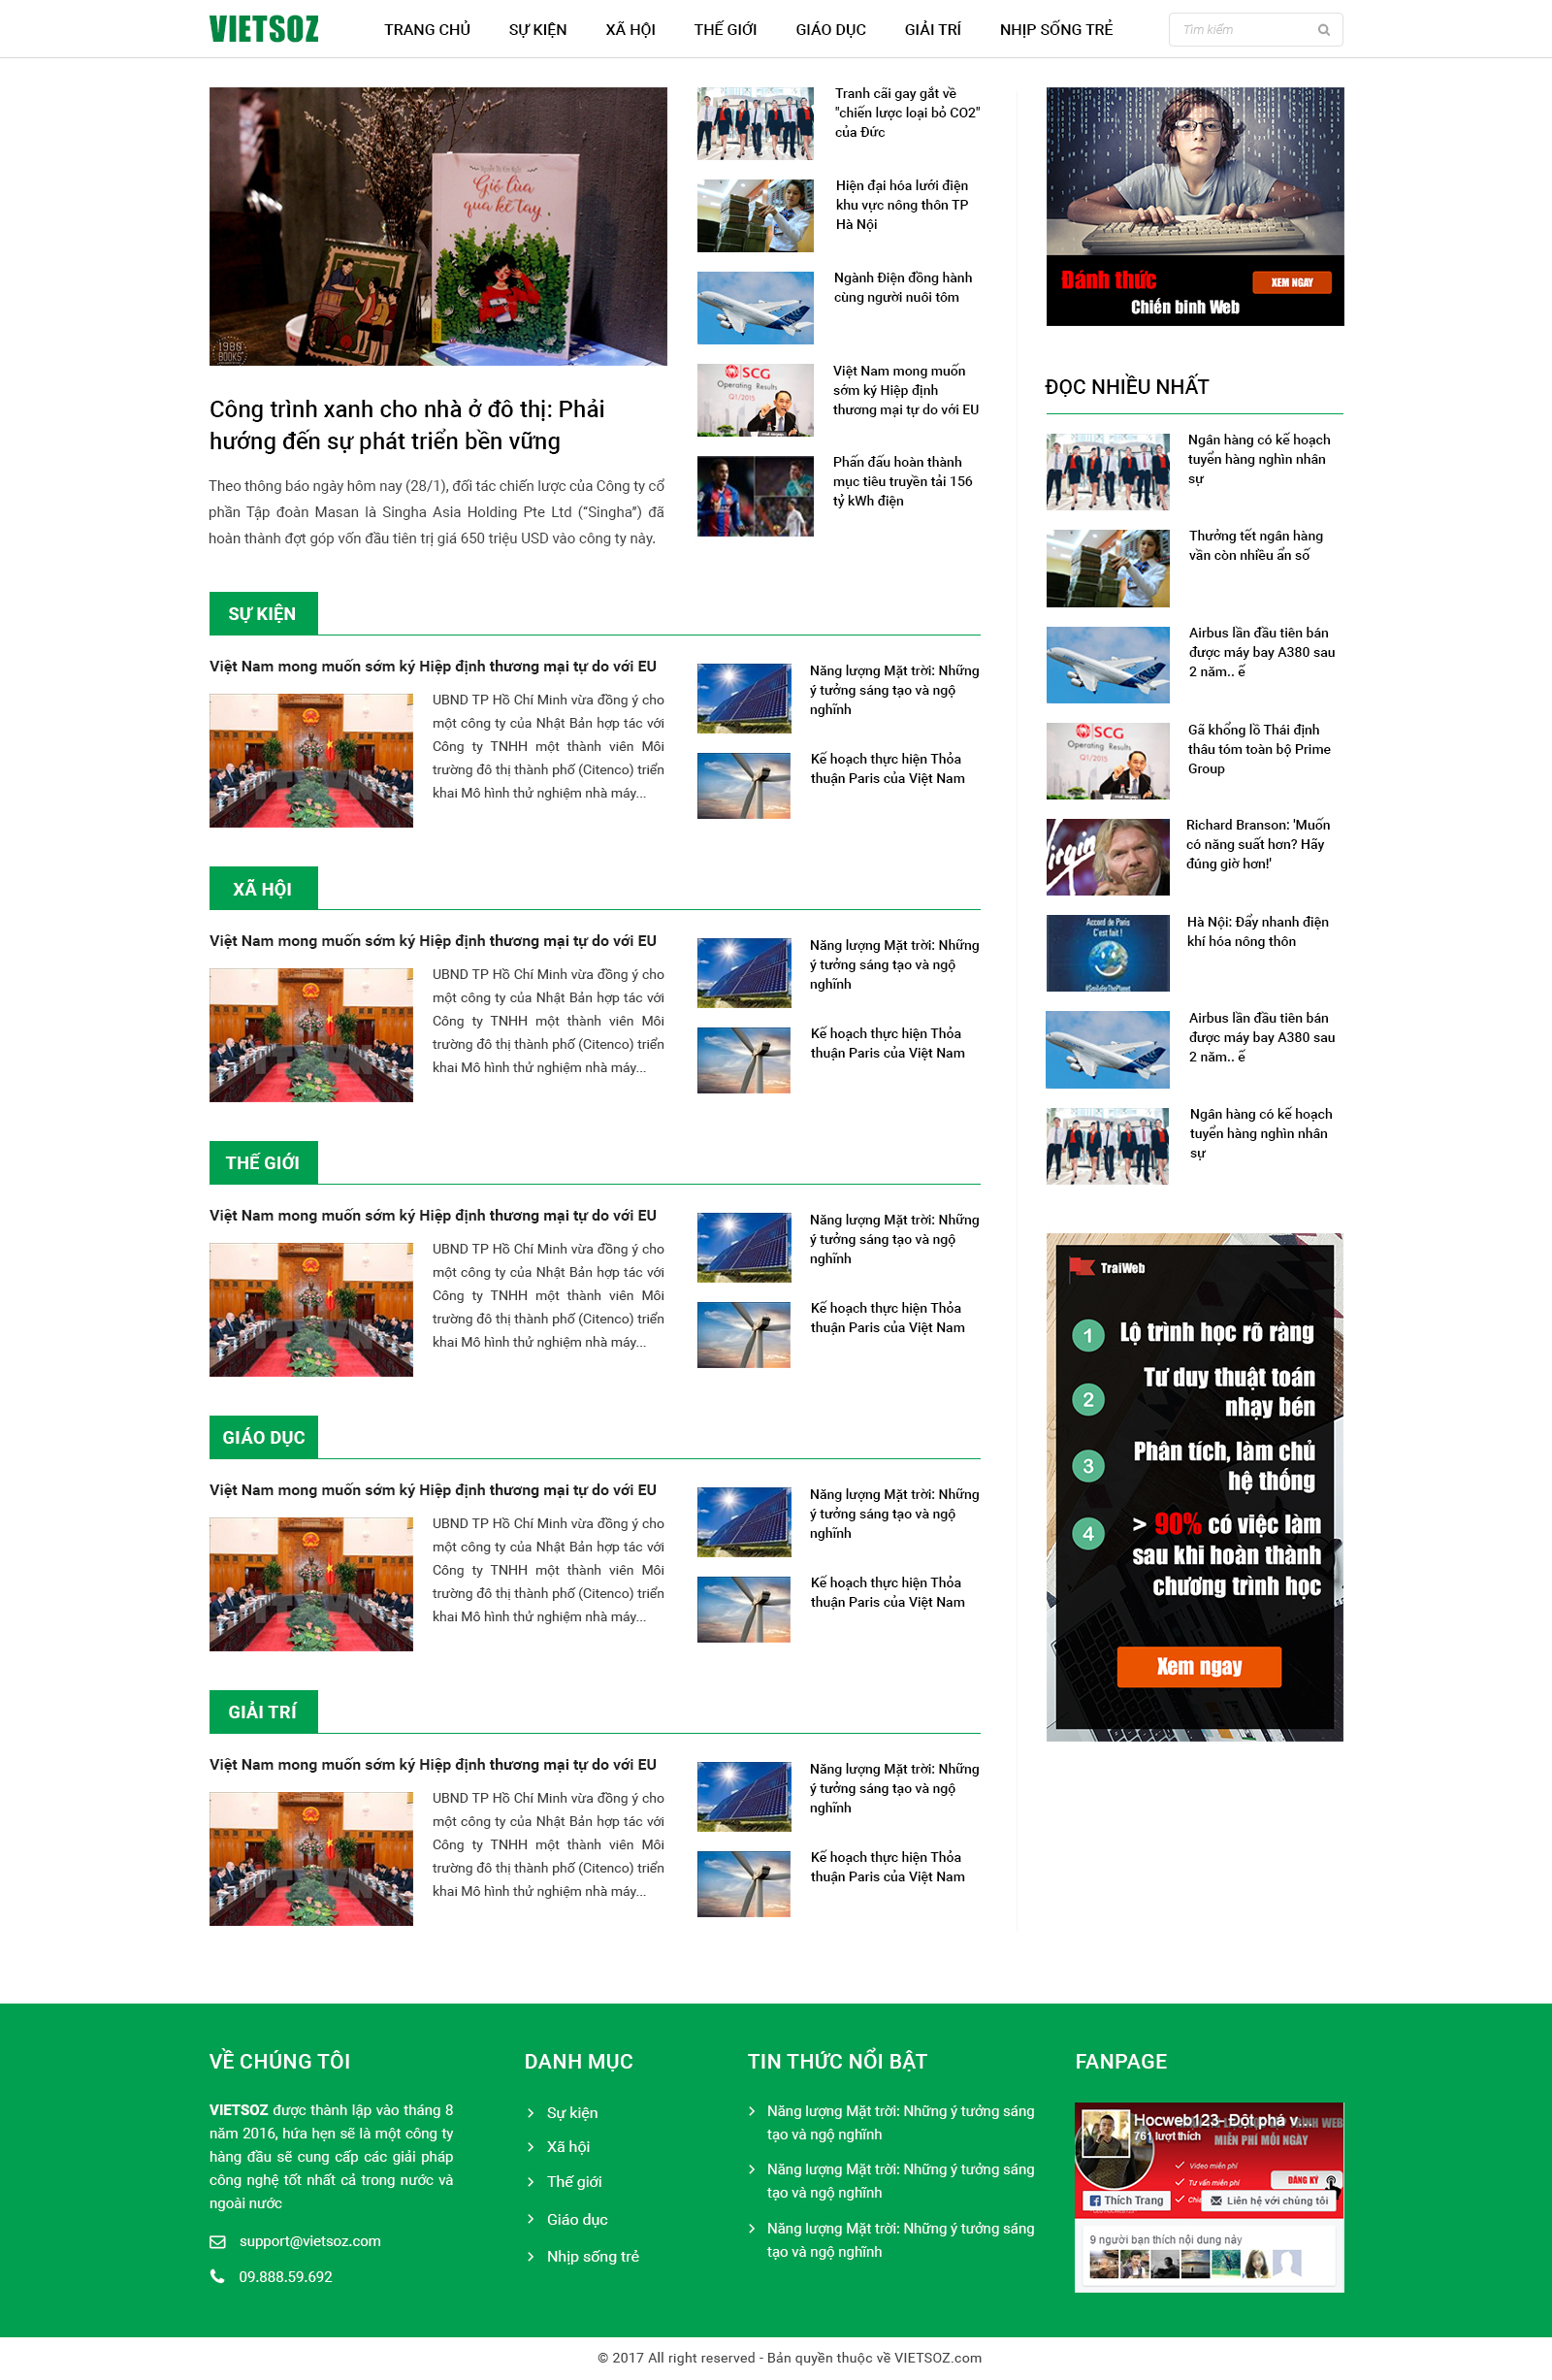 VIETSOZ
TRANG CHỦ
SỰ KIỆN
XÃ HỘI
THẾ GIỚI
GIÁO DỤC
GIẢI TRÍ
NHỊP SỐNG TRẺ
Tìm kiếm
Gió lùa
qua kẽ tay
1980
BOOKS
Công trình xanh cho nhà ở đô thị: Phải
hướng đến sự phát triển bền vững
Theo thông báo ngày hôm nay (28/1), đối tác chiến lược của Công ty cổ
phần Tập đoàn Masan là Singha Asia Holding Pte Ltd (“Singha”) đã
hoàn thành đợt góp vốn đầu tiên trị giá 650 triệu USD vào công ty này.
Tranh cãi gay gắt về
"chiến lược loại bỏ CO2"
của Đức
Hiện đại hóa lưới điện
khu vực nông thôn TP
Hà Nội
Ngành Điện đồng hành
cùng người nuôi tôm
SCG
Operating Results
Q1/2015
Việt Nam mong muốn
sớm ký Hiệp định
thương mại tự do với EU
Phấn đấu hoàn thành
mục tiêu truyền tải 156
tỷ kWh điện
Đánh thức
Chiến binh Web
XEM NGAY
ĐỌC NHIỀU NHẤT
Ngân hàng có kế hoạch
tuyển hàng nghìn nhân
sự
Thưởng tết ngân hàng
vẫn còn nhiều ẩn số
Airbus lần đầu tiên bán
được máy bay A380 sau
2 năm.. ế
SCG
Operating Results
Q1/2015
Gã khổng lồ Thái định
thâu tóm toàn bộ Prime
Group
Virgin
Richard Branson: 'Muốn
có năng suất hơn? Hãy
đúng giờ hơn!'
Accord de Paris
C'est fait !
#SmileforThePlanet
Hà Nội: Đẩy nhanh điện
khí hóa nông thôn
Airbus lần đầu tiên bán
được máy bay A380 sau
2 năm.. ế
Ngân hàng có kế hoạch
tuyển hàng nghìn nhân
sự
TraiWeb
1 Lộ trình học rõ ràng
2 Tư duy thuật toán
nhạy bén
3 Phân tích, làm chủ
hệ thống
4 > 90% có việc làm
sau khi hoàn thành
chương trình học
Xem ngay
SỰ KIỆN
Việt Nam mong muốn sớm ký Hiệp định thương mại tự do với EU
UBND TP Hồ Chí Minh vừa đồng ý cho
một công ty của Nhật Bản hợp tác với
Công ty TNHH một thành viên Môi
trường đô thị thành phố (Citenco) triển
khai Mô hình thử nghiệm nhà máy...
Năng lượng Mặt trời: Những
ý tưởng sáng tạo và ngộ
nghĩnh
Kế hoạch thực hiện Thỏa
thuận Paris của Việt Nam
XÃ HỘI
Việt Nam mong muốn sớm ký Hiệp định thương mại tự do với EU
UBND TP Hồ Chí Minh vừa đồng ý cho
một công ty của Nhật Bản hợp tác với
Công ty TNHH một thành viên Môi
trường đô thị thành phố (Citenco) triển
khai Mô hình thử nghiệm nhà máy...
Năng lượng Mặt trời: Những
ý tưởng sáng tạo và ngộ
nghĩnh
Kế hoạch thực hiện Thỏa
thuận Paris của Việt Nam
THẾ GIỚI
Việt Nam mong muốn sớm ký Hiệp định thương mại tự do với EU
UBND TP Hồ Chí Minh vừa đồng ý cho
một công ty của Nhật Bản hợp tác với
Công ty TNHH một thành viên Môi
trường đô thị thành phố (Citenco) triển
khai Mô hình thử nghiệm nhà máy...
Năng lượng Mặt trời: Những
ý tưởng sáng tạo và ngộ
nghĩnh
Kế hoạch thực hiện Thỏa
thuận Paris của Việt Nam
GIÁO DỤC
Việt Nam mong muốn sớm ký Hiệp định thương mại tự do với EU
UBND TP Hồ Chí Minh vừa đồng ý cho
một công ty của Nhật Bản hợp tác với
Công ty TNHH một thành viên Môi
trường đô thị thành phố (Citenco) triển
khai Mô hình thử nghiệm nhà máy...
Năng lượng Mặt trời: Những
ý tưởng sáng tạo và ngộ
nghĩnh
Kế hoạch thực hiện Thỏa
thuận Paris của Việt Nam
GIẢI TRÍ
Việt Nam mong muốn sớm ký Hiệp định thương mại tự do với EU
UBND TP Hồ Chí Minh vừa đồng ý cho
một công ty của Nhật Bản hợp tác với
Công ty TNHH một thành viên Môi
trường đô thị thành phố (Citenco) triển
khai Mô hình thử nghiệm nhà máy...
Năng lượng Mặt trời: Những
ý tưởng sáng tạo và ngộ
nghĩnh
Kế hoạch thực hiện Thỏa
thuận Paris của Việt Nam
VỀ CHÚNG TÔI
VIETSOZ được thành lập vào tháng 8
năm 2016, hứa hẹn sẽ là một công ty
hàng đầu sẽ cung cấp các giải pháp
công nghệ tốt nhất cả trong nước và
ngoài nước
support@vietsoz.com
09.888.59.692
DANH MỤC
Sự kiện
Xã hội
Thế giới
Giáo dục
Nhịp sống trẻ
TIN THỨC NỔI BẬT
Năng lượng Mặt trời: Những ý tưởng sáng
tạo và ngộ nghĩnh
Năng lượng Mặt trời: Những ý tưởng sáng
tạo và ngộ nghĩnh
Năng lượng Mặt trời: Những ý tưởng sáng
tạo và ngộ nghĩnh
FANPAGE
Hocweb123- Đột phá v...
761 lượt thích
MIỄN PHÍ MỖI NGÀY
Video miễn phí
Tư vấn miễn phí
ĐĂNG KÝ
Thích Trang
Liên hệ với chúng tôi
9 người bạn thích nội dung này
© 2017 All right reserved - Bản quyền thuộc về VIETSOZ.com